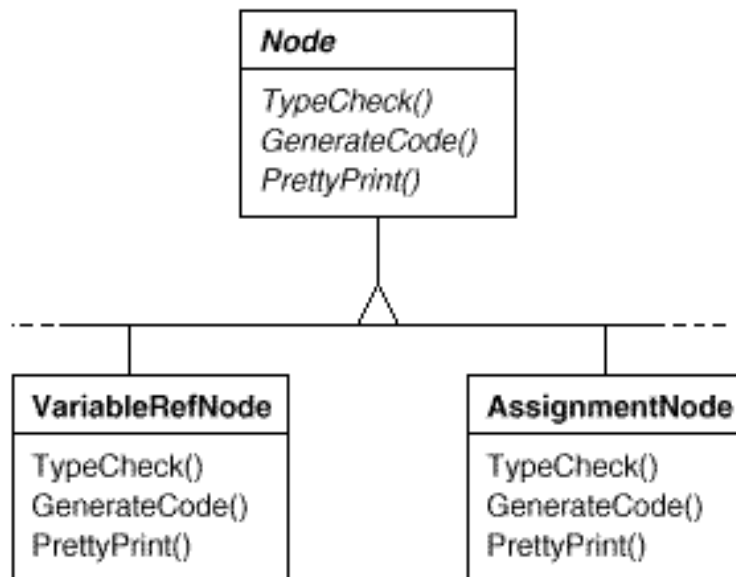 Node
TypeCheck()
GenerateCode()
PrettyPrint()
VariableRefNode
TypeCheck()
GenerateCode()
PrettyPrint()
AssignmentNode
TypeCheck()
GenerateCode()
PrettyPrint()